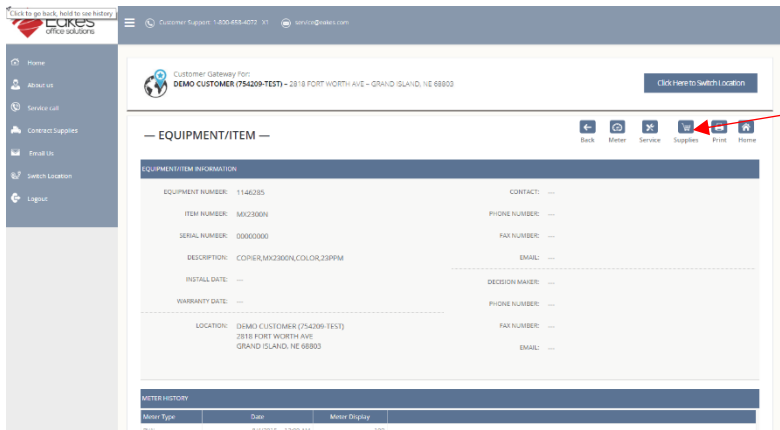 Click to go back, hold to see history
Eakes
office solutions
Customer Support: 1-800-658-4072 X1
service@eakes.com
Home
About us
Service call
Contract Supplies
Email Us
Switch Location
Logout
Customer Gateway For:
DEMO CUSTOMER (754209-TEST) – 2818 FORT WORTH AVE – GRAND ISLAND, NE 68803
Click Here to Switch Location
— EQUIPMENT/ITEM —
Back Meter Service Supplies Print Home
EQUIPMENT/ITEM INFORMATION
EQUIPMENT NUMBER: 1146285
ITEM NUMBER: MX2300N
SERIAL NUMBER: 00000000
DESCRIPTION: COPIER,MX2300N,COLOR,23PPM
INSTALL DATE: ---
WARRANTY DATE: ---
LOCATION: DEMO CUSTOMER (754209-TEST)
2818 FORT WORTH AVE
GRAND ISLAND, NE 68803
CONTACT: ---
PHONE NUMBER: ---
FAX NUMBER: ---
EMAIL: ---
DECISION MAKER: ---
PHONE NUMBER: ---
FAX NUMBER: ---
EMAIL: ---
METER HISTORY
Meter Type Date Meter Display